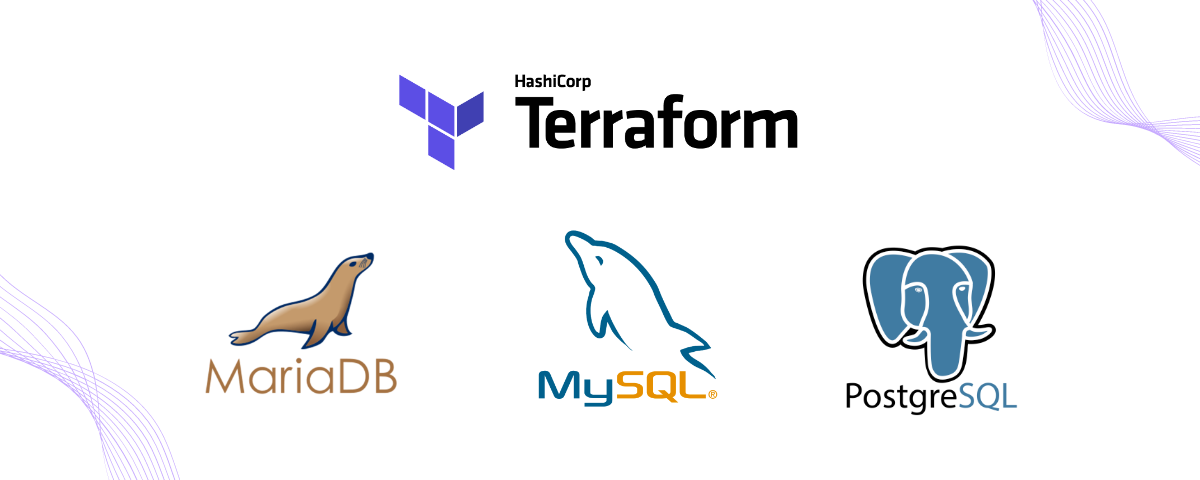 HashiCorp
Terraform
MariaDB
MySQL®
PostgreSQL